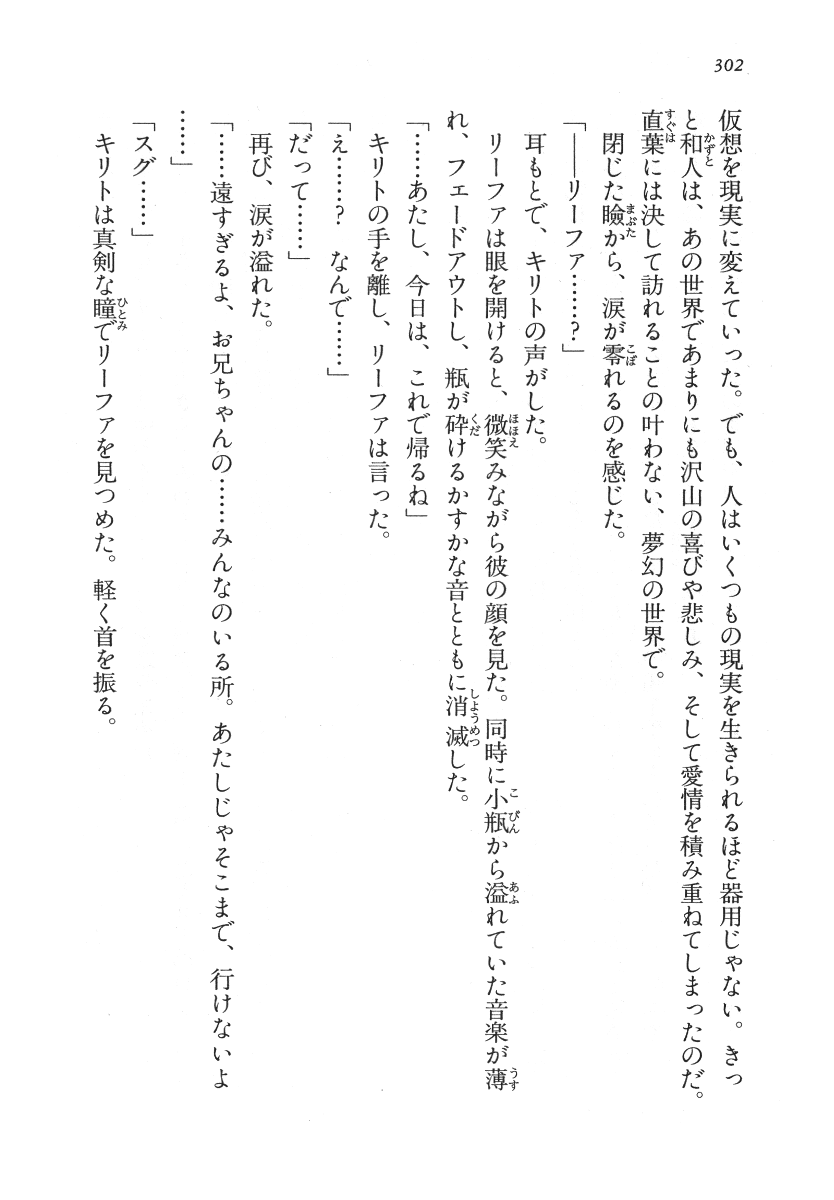 302
仮想を現実に変えていった。でも、人はいくつもの現実を生きられるほど器用じゃない。きっ
と和人は、あの世界であまりにも沢山の喜びや悲しみ、そして愛情を積み重ねてしまったのだ。
直葉には決して訪れることの叶わない、夢幻の世界で。
閉じた瞼から、涙が零れるのを感じた。
「――リーファ……?」
耳もとで、キリトの声がした。
リーファは眼を開けると、微笑みながら彼の顔を見た。同時に小瓶から溢れていた音楽が薄
れ、フェードアウトし、瓶が砕けるかすかな音とともに消滅した。
「……あたし、今日は、これで帰るね」
キリトの手を離し、リーファは言った。
「え……? なんで……」
「だって……」
再び、涙が溢れた。
「……遠すぎるよ、お兄ちゃんの……みんなのいる所。あたしじゃそこまで、行けないよ
……」
「スグ……」
キリトは真剣な瞳でリーファを見つめた。軽く首を振る。